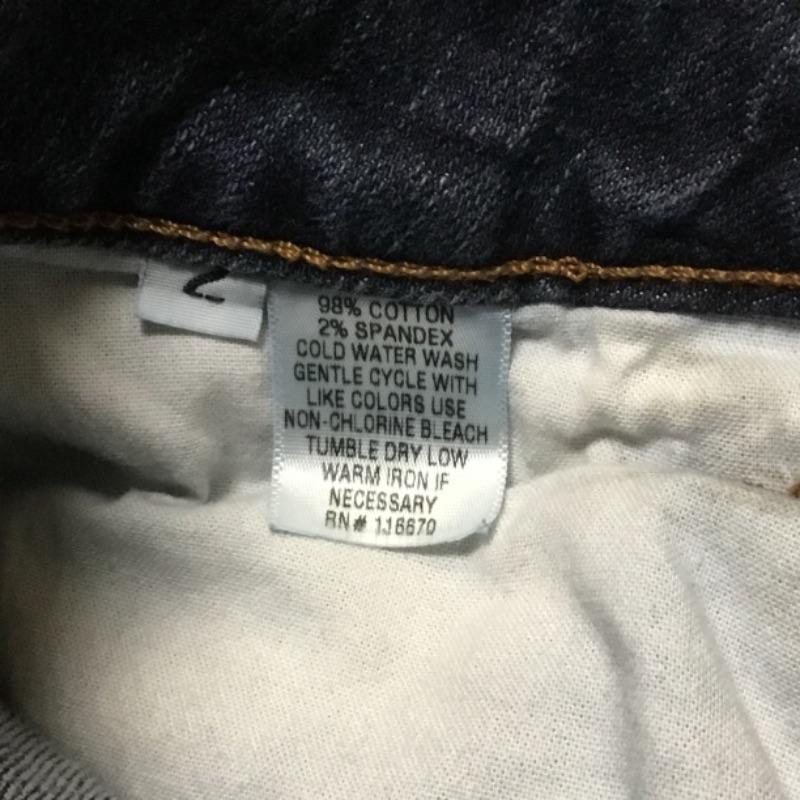 98% COTTON
2% SPANDEX
COLD WATER WASH
GENTLE CYCLE WITH
LIKE COLORS USE
NON-CHLORINE BLEACH
TUMBLE DRY LOW
WARM IRON IF
NECESSARY
RN# 116670